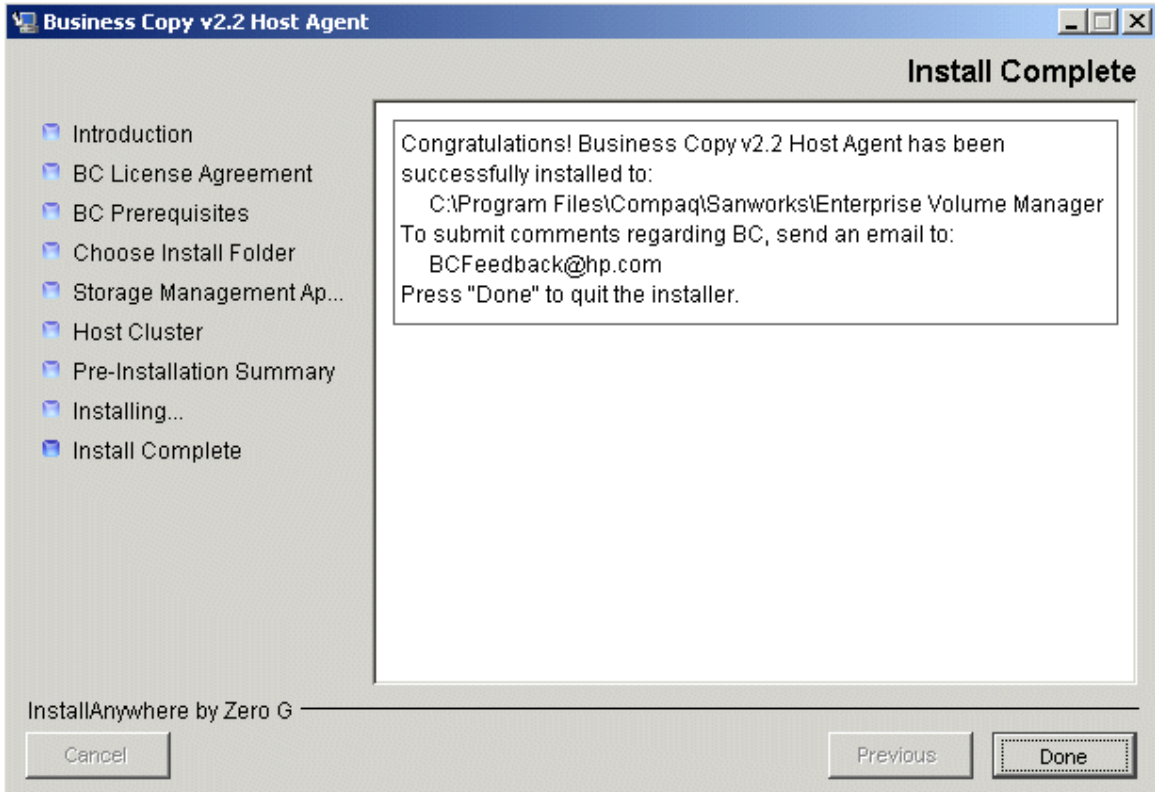 Business Copy v2.2 Host Agent
Install Complete
Introduction
BC License Agreement
BC Prerequisites
Choose Install Folder
Storage Management Ap...
Host Cluster
Pre-Installation Summary
Installing...
Install Complete
Congratulations! Business Copy v2.2 Host Agent has been
successfully installed to:
C:\Program Files\Compaq\Sanworks\Enterprise Volume Manager
To submit comments regarding BC, send an email to:
BCFeedback@hp.com
Press "Done" to quit the installer.
InstallAnywhere by Zero G
Cancel
Previous
Done